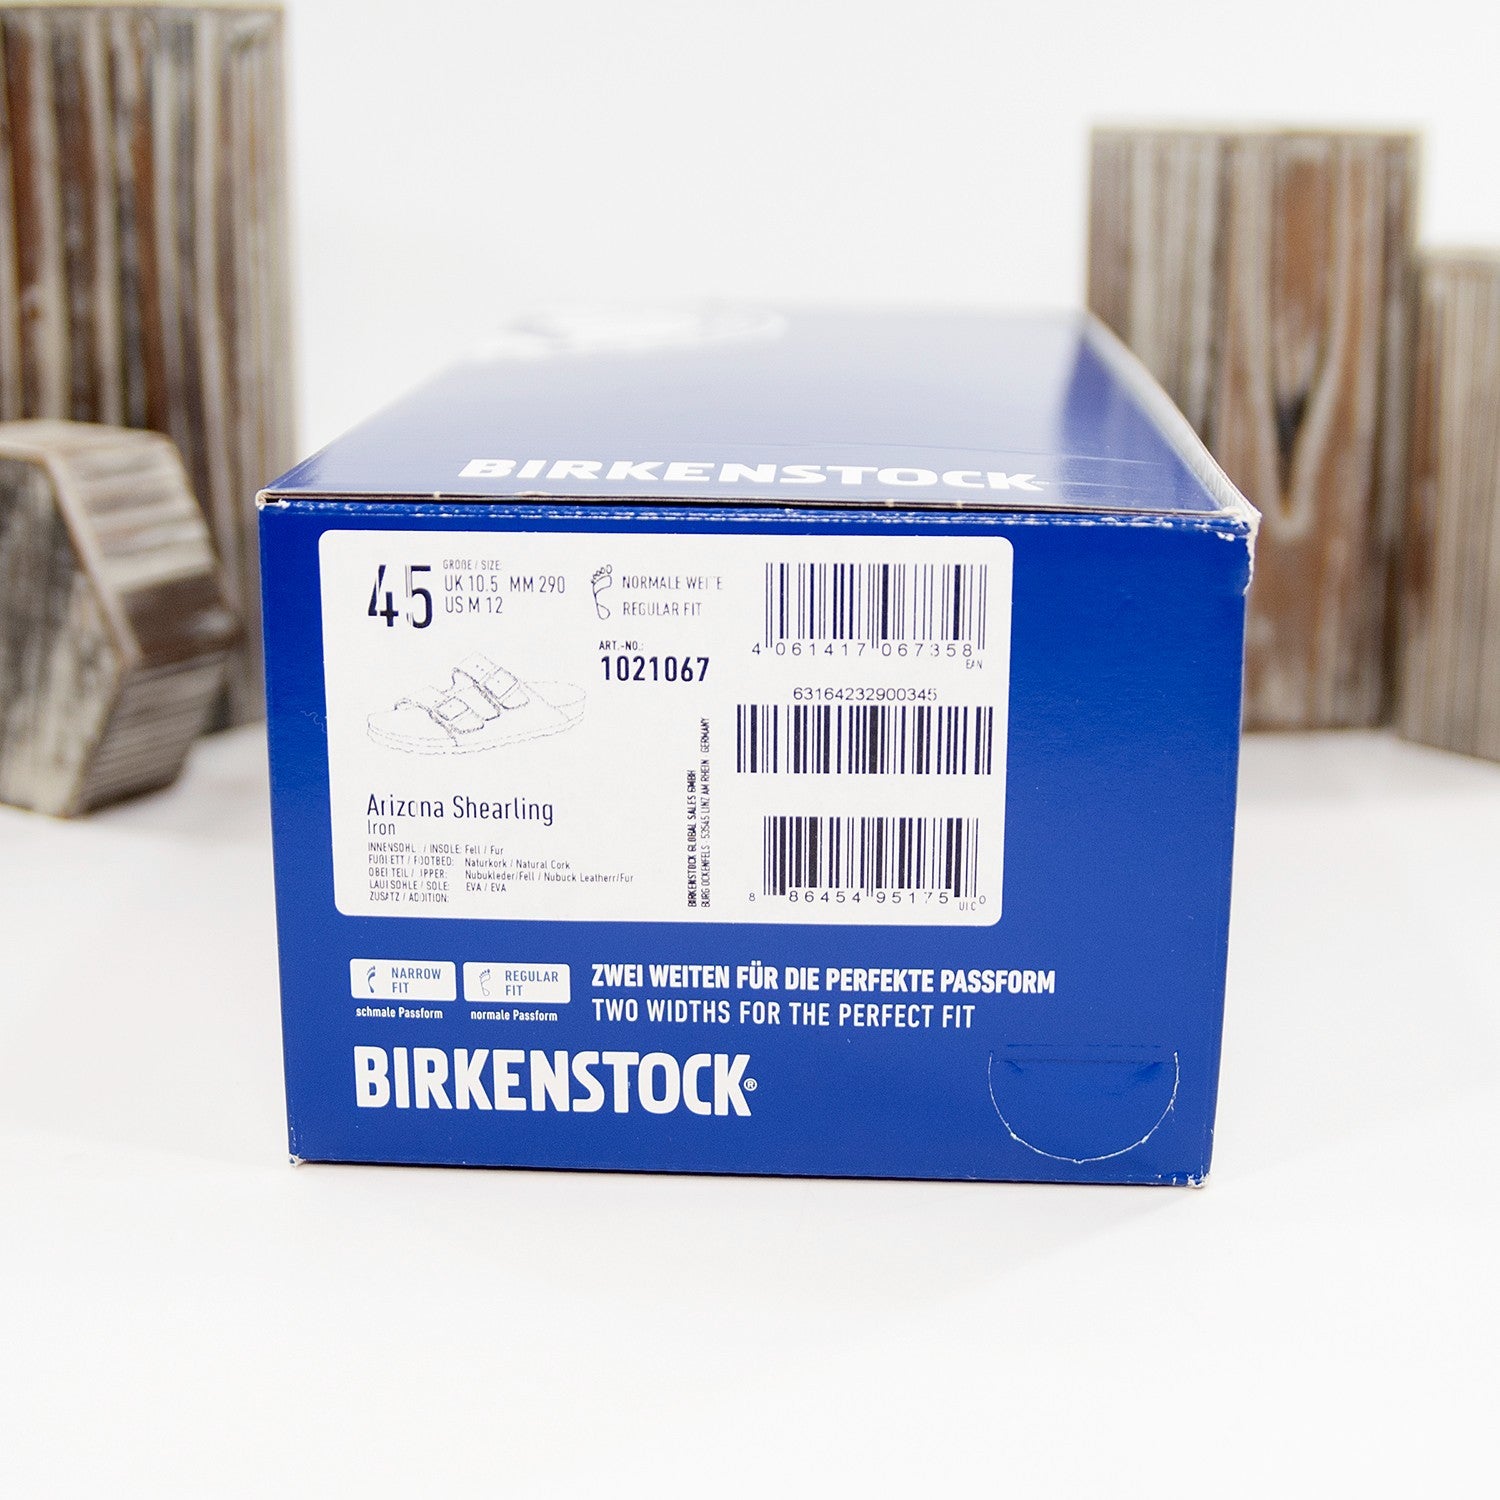 BIRKENSTOCK
45
GRÖßE / SIZE:
UK 10.5 MM 290
US M 12
NORMALE WEITE
REGULAR FIT
ART.-NO.:
1021067
4 061417 067358
EAN
63164232900345
8 86454 95175 0
Arizona Shearling
Iron
INNENSOHL / INSOLE: Fell / Fur
FUßBETT / FOOTBED: Naturkork / Natural Cork
OBERTEIL / UPPER: Nubukleder/Fell / Nubuck Leatherr/Fur
LAUFSOHLE / SOLE: EVA / EVA
ZUSATZ / ADDITION:
BIRKENSTOCK GLOBAL SALES GMBH
BURG OCKENFELS · 53545 LINZ AM RHEIN GERMANY
NARROW
FIT
schmale Passform
REGULAR
FIT
normale Passform
ZWEI WEITEN FÜR DIE PERFEKTE PASSFORM
TWO WIDTHS FOR THE PERFECT FIT
BIRKENSTOCK®